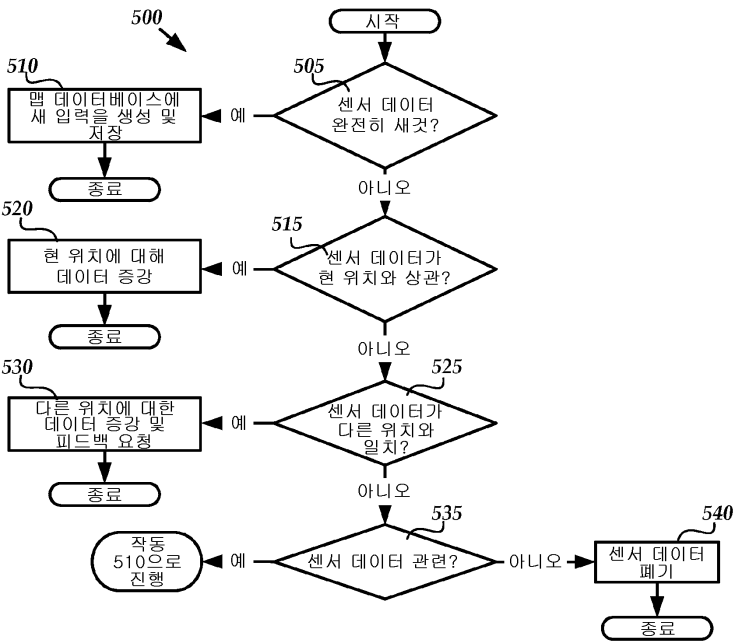 500
시작
510
맵 데이터베이스에
새 입력을 생성 및
저장
예
505
센서 데이터
완전히 새것?
종료
아니오
520
현 위치에 대해
데이터 증강
예
515
센서 데이터가
현 위치와 상관?
종료
아니오
530
다른 위치에 대한
데이터 증강 및
피드백 요청
예
525
센서 데이터가
다른 위치와
일치?
종료
아니오
작동
510으로
진행
예
535
센서 데이터 관련?
아니오
540
센서 데이터
폐기
종료